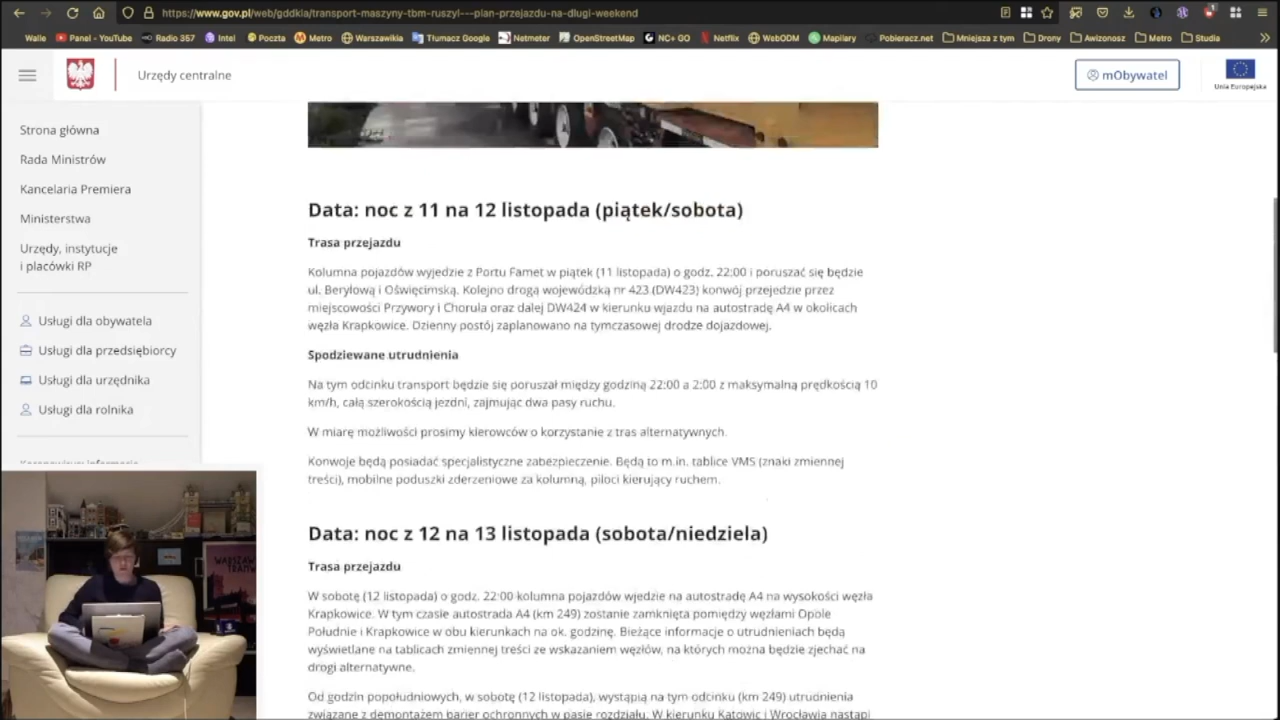 https://www.gov.pl/web/gddkia/transport-maszyny-tbm-ruszyl---plan-przejazdu-na-dlugi-weekend
Walle Panel - YouTube Radio 357 Intel Poczta Metro Warszawikia Tłumacz Google Netmeter OpenStreetMap NC+ GO Netflix WebODM Mapilary Pobieracz.net Mniejsza z tym Drony Awizonosz Metro Studia
Urzędy centralne
mObywatel
Unia Europejska
Strona główna
Rada Ministrów
Kancelaria Premiera
Ministerstwa
Urzędy, instytucje
i placówki RP
Usługi dla obywatela
Usługi dla przedsiębiorcy
Usługi dla urzędnika
Usługi dla rolnika
Data: noc z 11 na 12 listopada (piątek/sobota)
Trasa przejazdu
Kolumna pojazdów wyjedzie z Portu Famet w piątek (11 listopada) o godz. 22:00 i poruszać się będzie
ul. Berylową i Oświęcimską. Kolejno drogą wojewódzką nr 423 (DW423) konwój przejedzie przez
miejscowości Przywory i Chorula oraz dalej DW424 w kierunku wjazdu na autostradę A4 w okolicach
węzła Krapkowice. Dzienny postój zaplanowano na tymczasowej drodze dojazdowej.
Spodziewane utrudnienia
Na tym odcinku transport będzie się poruszał między godziną 22:00 a 2:00 z maksymalną prędkością 10
km/h, całą szerokością jezdni, zajmując dwa pasy ruchu.
W miarę możliwości prosimy kierowców o korzystanie z tras alternatywnych.
Konwoje będą posiadać specjalistyczne zabezpieczenie. Będą to m.in. tablice VMS (znaki zmiennej
treści), mobilne poduszki zderzeniowe za kolumną, piloci kierujący ruchem.
Data: noc z 12 na 13 listopada (sobota/niedziela)
Trasa przejazdu
W sobotę (12 listopada) o godz. 22:00 kolumna pojazdów wjedzie na autostradę A4 na wysokości węzła
Krapkowice. W tym czasie autostrada A4 (km 249) zostanie zamknięta pomiędzy węzłami Opole
Południe i Krapkowice w obu kierunkach na ok. godzinę. Bieżące informacje o utrudnieniach będą
wyświetlane na tablicach zmiennej treści ze wskazaniem węzłów, na których można będzie zjechać na
drogi alternatywne.
Od godzin popołudniowych, w sobotę (12 listopada), wystąpią na tym odcinku (km 249) utrudnienia
związane z demontażem barier ochronnych w pasie rozdziału. W kierunku Katowic i Wrocławia nastąpi